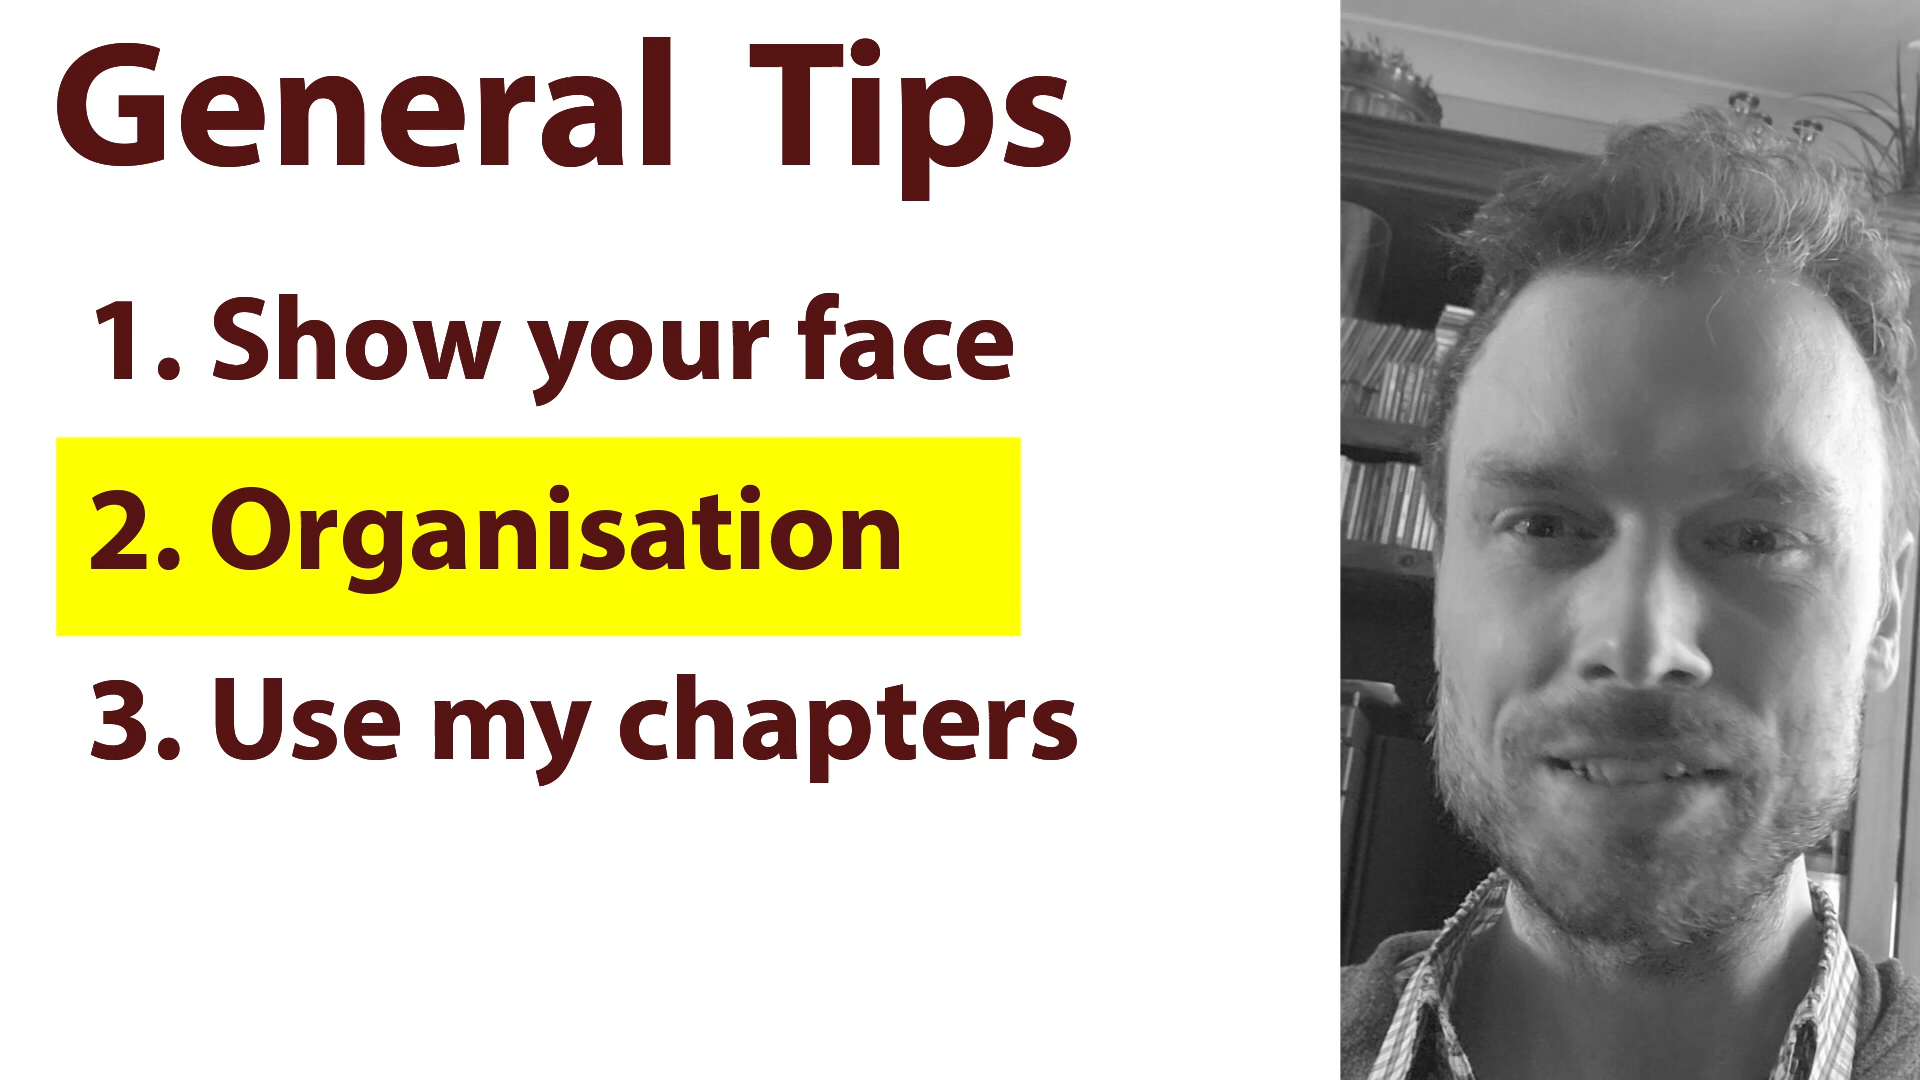 General Tips
1. Show your face
2. Organisation
3. Use my chapters